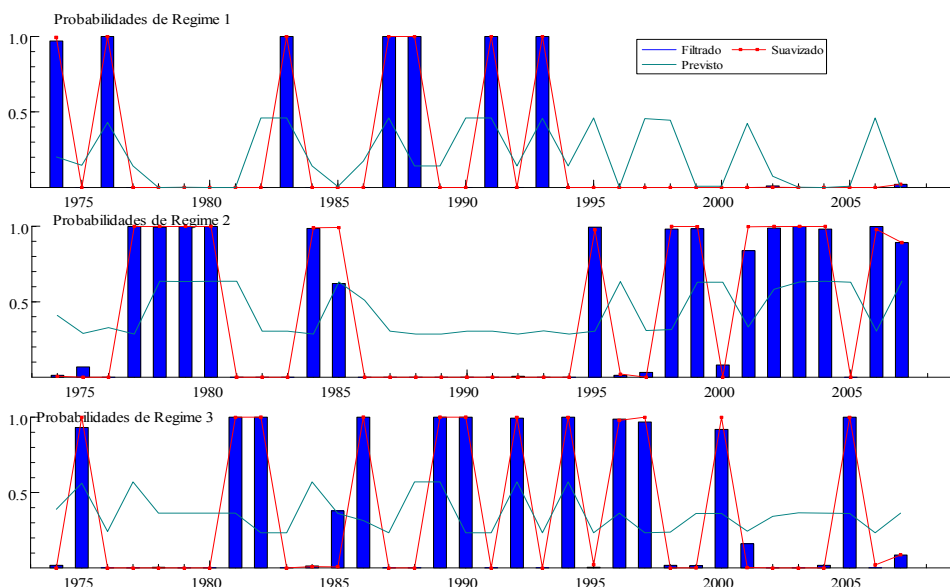 Probabilidades de Regime 1
1.0
0.5
Filtrado
Suavizado
Previsto
1975 1980 1985 1990 1995 2000 2005
Probabilidades de Regime 2
1.0
0.5
1975 1980 1985 1990 1995 2000 2005
Probabilidades de Regime 3
1.0
0.5
1975 1980 1985 1990 1995 2000 2005